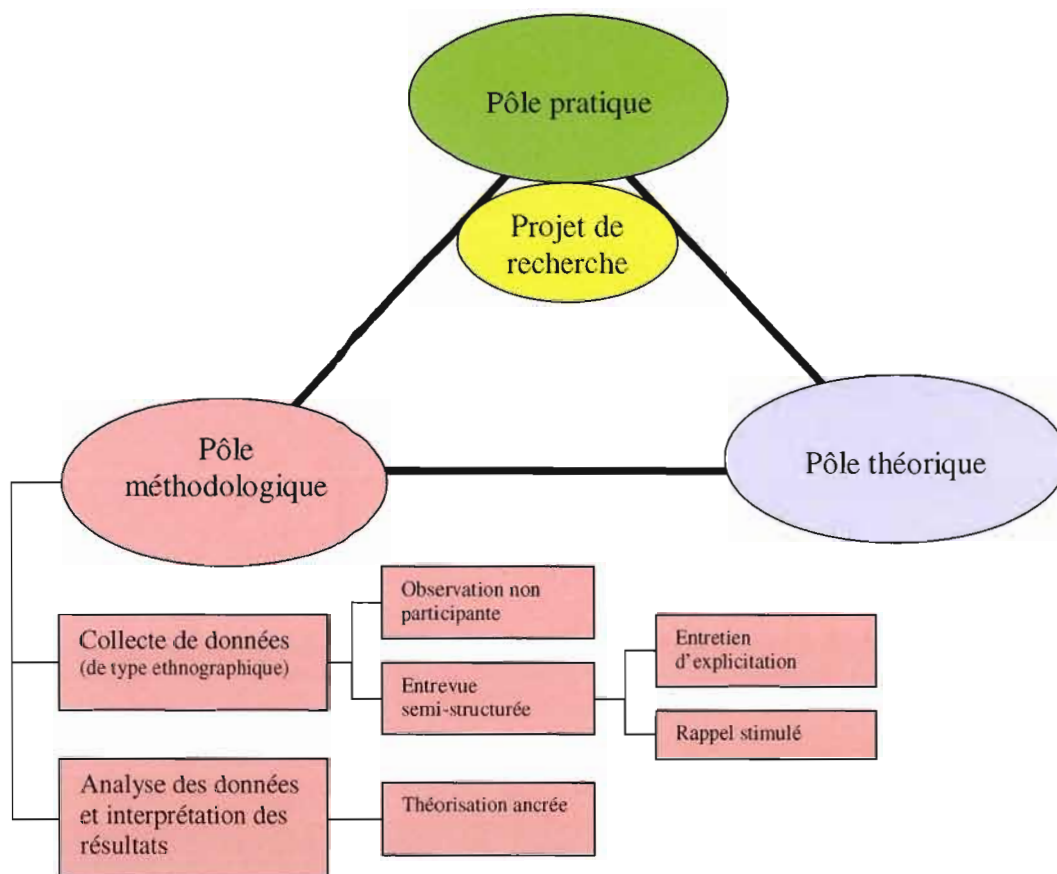 Pôle pratique
Projet de
recherche
Pôle
méthodologique
Pôle théorique
Collecte de données
(de type ethnographique)
Observation non
participante
Entrevue
semi-structurée
Entretien
d'explicitation
Rappel stimulé
Analyse des données
et interprétation des
résultats
Théorisation ancrée